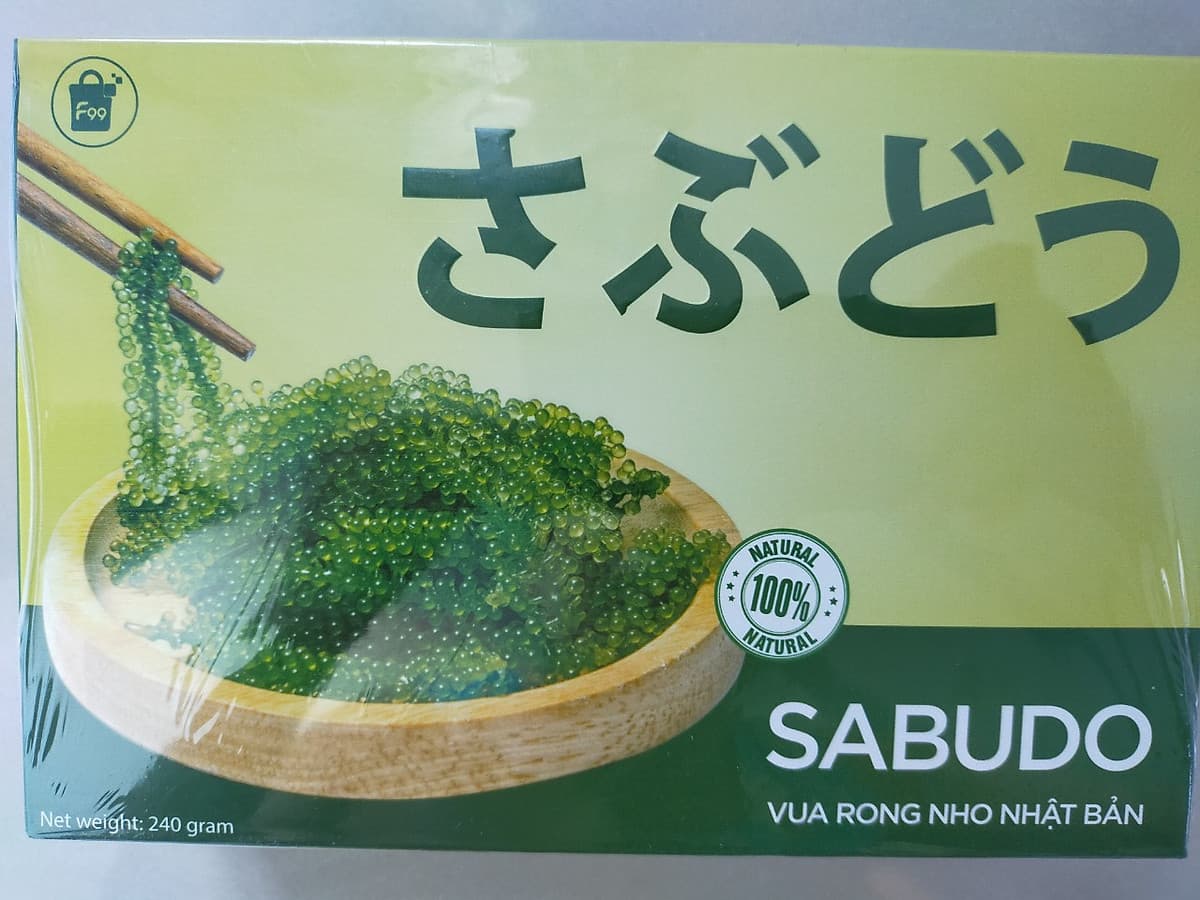 F99
さぶどう
NATURAL
100%
NATURAL
SABUDO
VUA RONG NHO NHẬT BẢN
Net weight: 240 gram